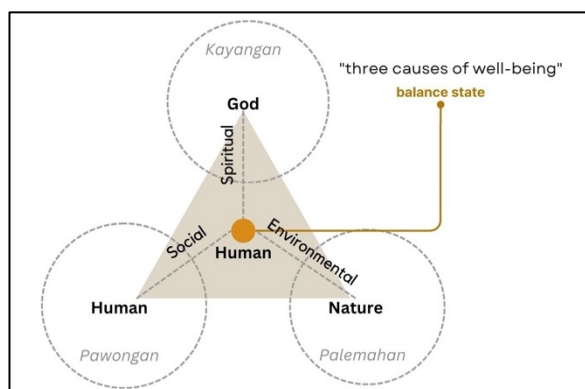 Kayangan
"three causes of well-being"
balance state
God
Spiritual
Social
Environmental
Human
Human
Nature
Pawongan
Palemahan